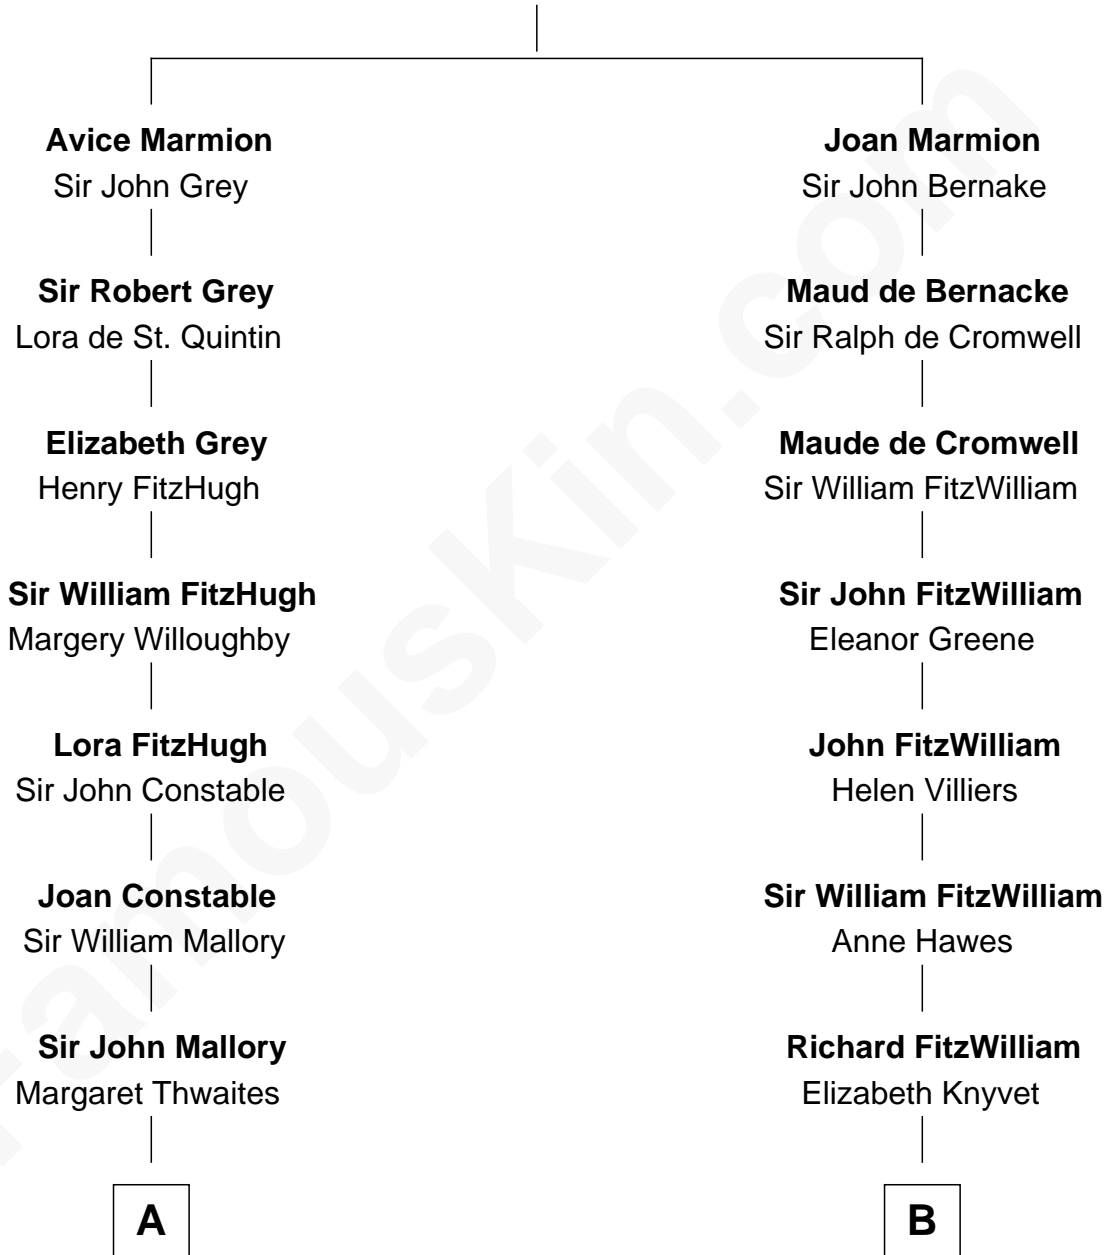 Avice Marmion
Sir John Grey
Joan Marmion
Sir John Bernake
Sir Robert Grey
Lora de St. Quintin
Maud de Bernacke
Sir Ralph de Cromwell
Elizabeth Grey
Henry FitzHugh
Maude de Cromwell
Sir William FitzWilliam
Sir William FitzHugh
Margery Willoughby
Sir John FitzWilliam
Eleanor Greene
Lora FitzHugh
Sir John Constable
John FitzWilliam
Helen Villiers
Joan Constable
Sir William Mallory
Sir William FitzWilliam
Anne Hawes
Sir John Mallory
Margaret Thwaites
Richard FitzWilliam
Elizabeth Knyvet
A
B
FamousKin.com